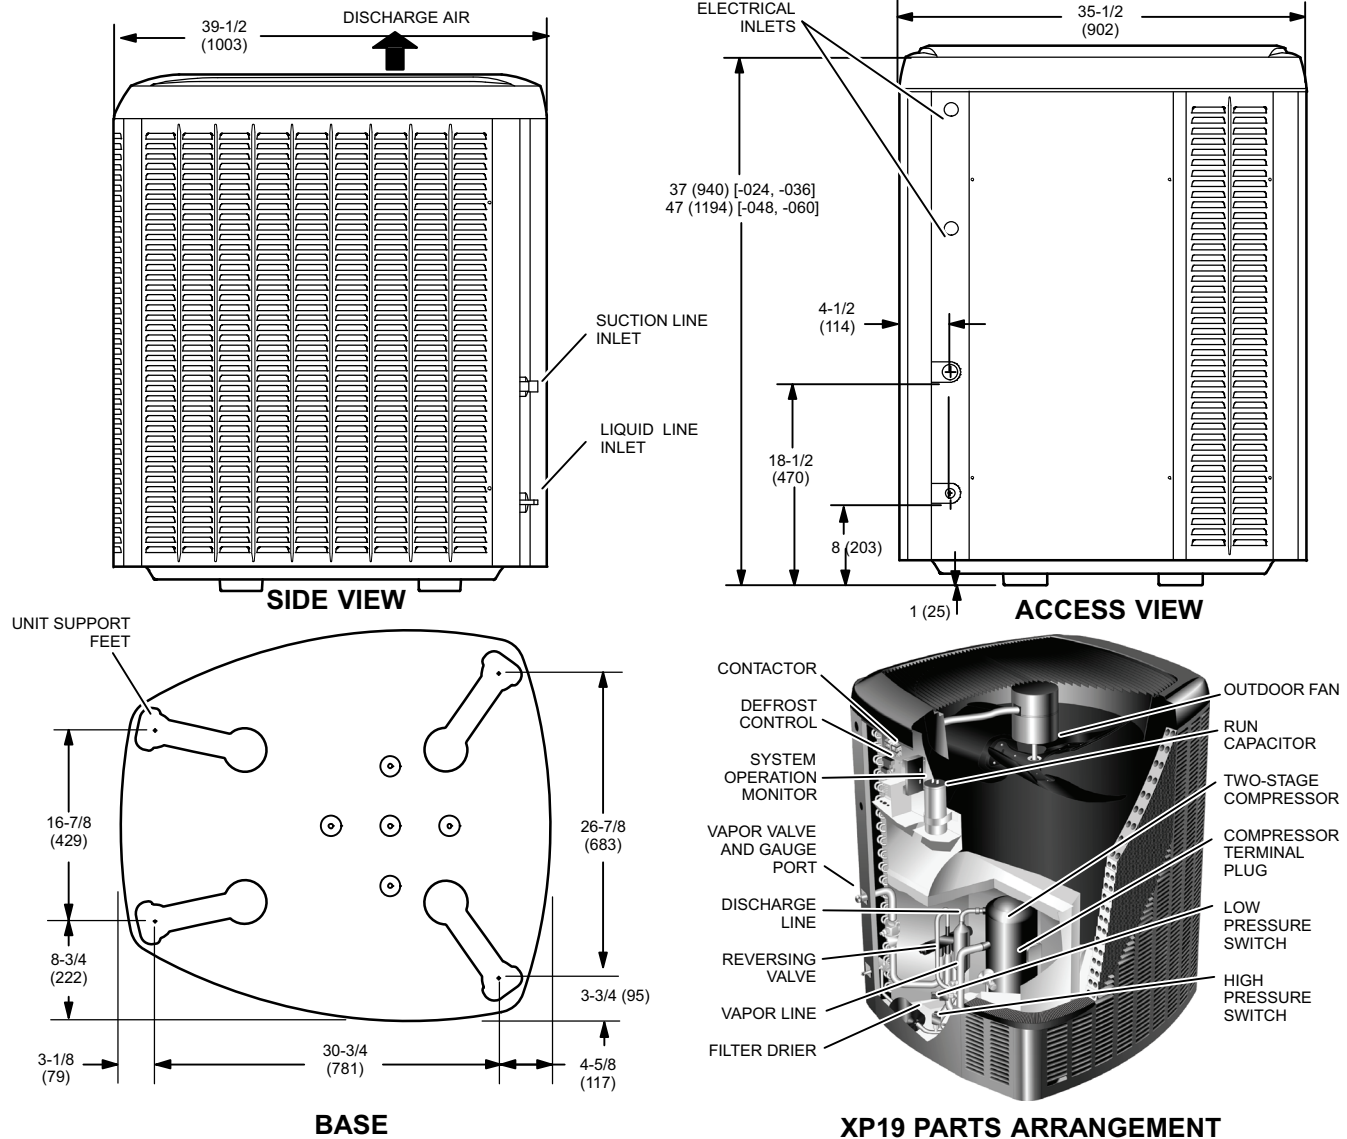 39-1/2
(1003)
DISCHARGE AIR
SUCTION LINE
INLET
LIQUID LINE
INLET
SIDE VIEW
ELECTRICAL
INLETS
35-1/2
(902)
37 (940) [-024, -036]
47 (1194) [-048, -060]
4-1/2
(114)
18-1/2
(470)
8 (203)
1 (25)
ACCESS VIEW
UNIT SUPPORT
FEET
16-7/8
(429)
8-3/4
(222)
3-1/8
(79)
30-3/4
(781)
26-7/8
(683)
3-3/4 (95)
4-5/8
(117)
BASE
CONTACTOR
DEFROST
CONTROL
SYSTEM
OPERATION
MONITOR
VAPOR VALVE
AND GAUGE
PORT
DISCHARGE
LINE
REVERSING
VALVE
VAPOR LINE
FILTER DRIER
OUTDOOR FAN
RUN
CAPACITOR
TWO-STAGE
COMPRESSOR
COMPRESSOR
TERMINAL
PLUG
LOW
PRESSURE
SWITCH
HIGH
PRESSURE
SWITCH
XP19 PARTS ARRANGEMENT